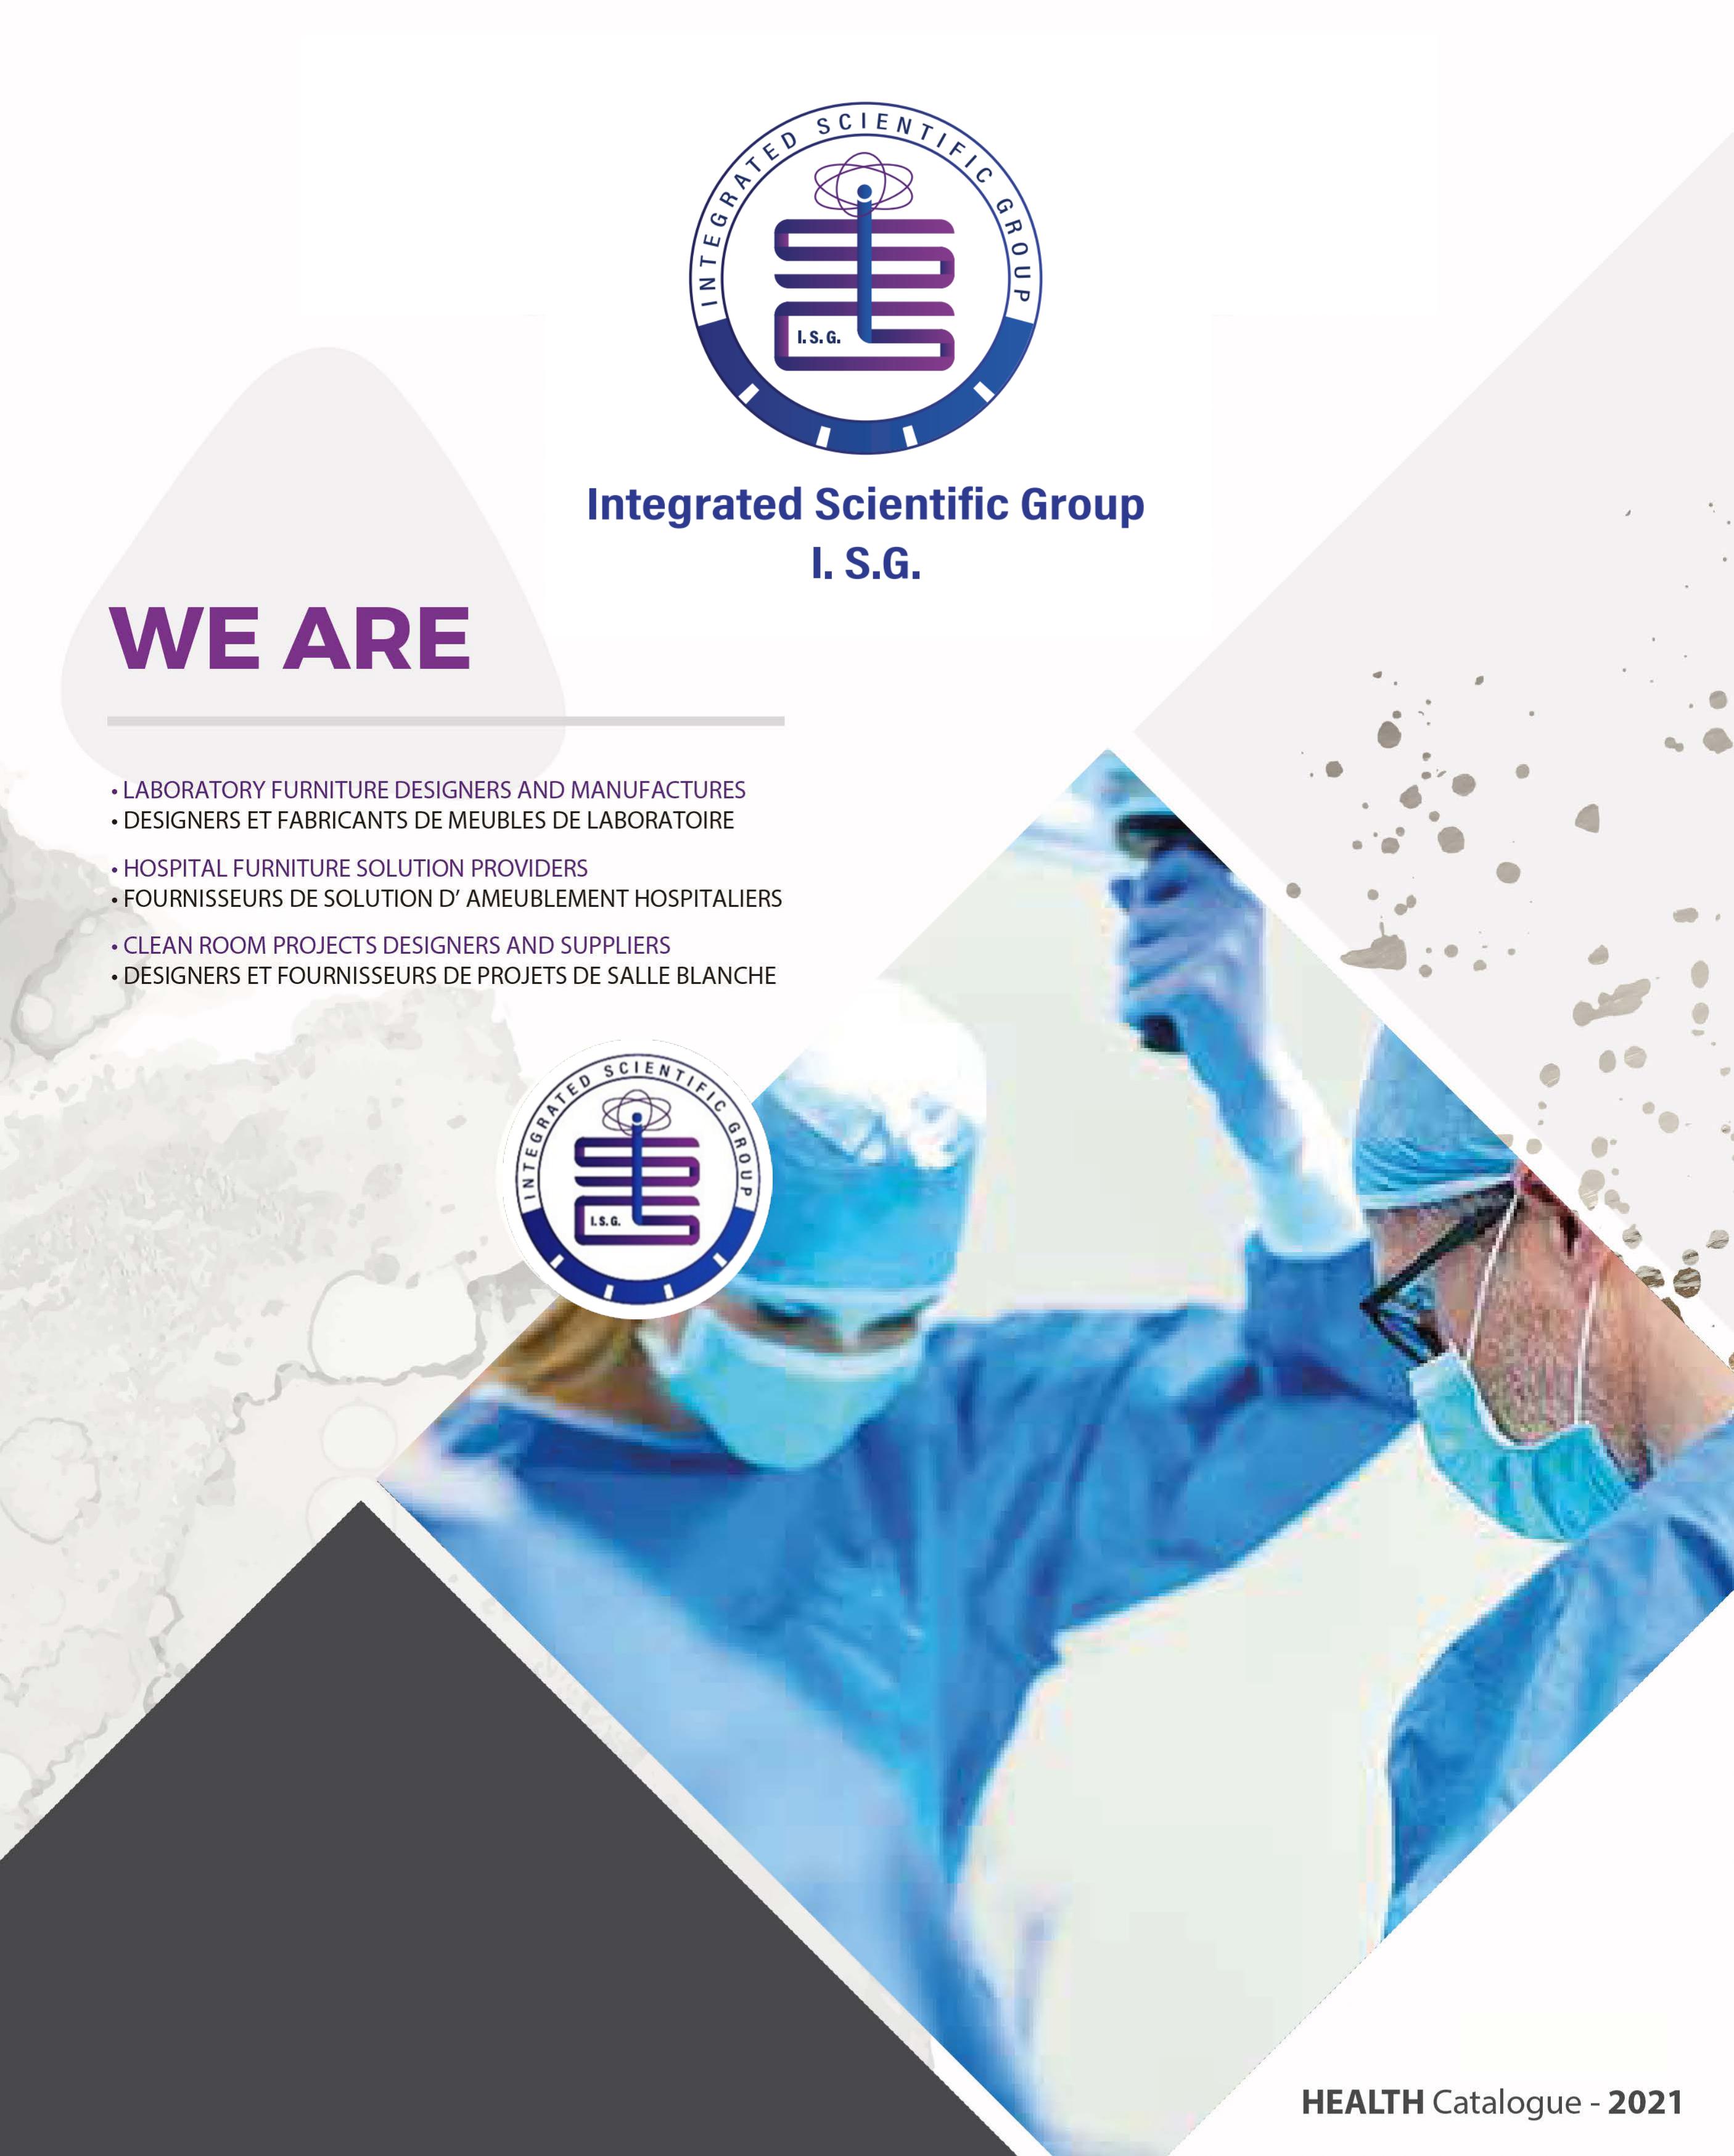 INTEGRATED SCIENTIFIC GROUP
I. S. G.
Integrated Scientific Group
I. S.G.
WE ARE
• LABORATORY FURNITURE DESIGNERS AND MANUFACTURES
• DESIGNERS ET FABRICANTS DE MEUBLES DE LABORATOIRE
• HOSPITAL FURNITURE SOLUTION PROVIDERS
• FOURNISSEURS DE SOLUTION D’ AMEUBLEMENT HOSPITALIERS
• CLEAN ROOM PROJECTS DESIGNERS AND SUPPLIERS
• DESIGNERS ET FOURNISSEURS DE PROJETS DE SALLE BLANCHE
INTEGRATED SCIENTIFIC GROUP
I. S. G.
HEALTH Catalogue - 2021